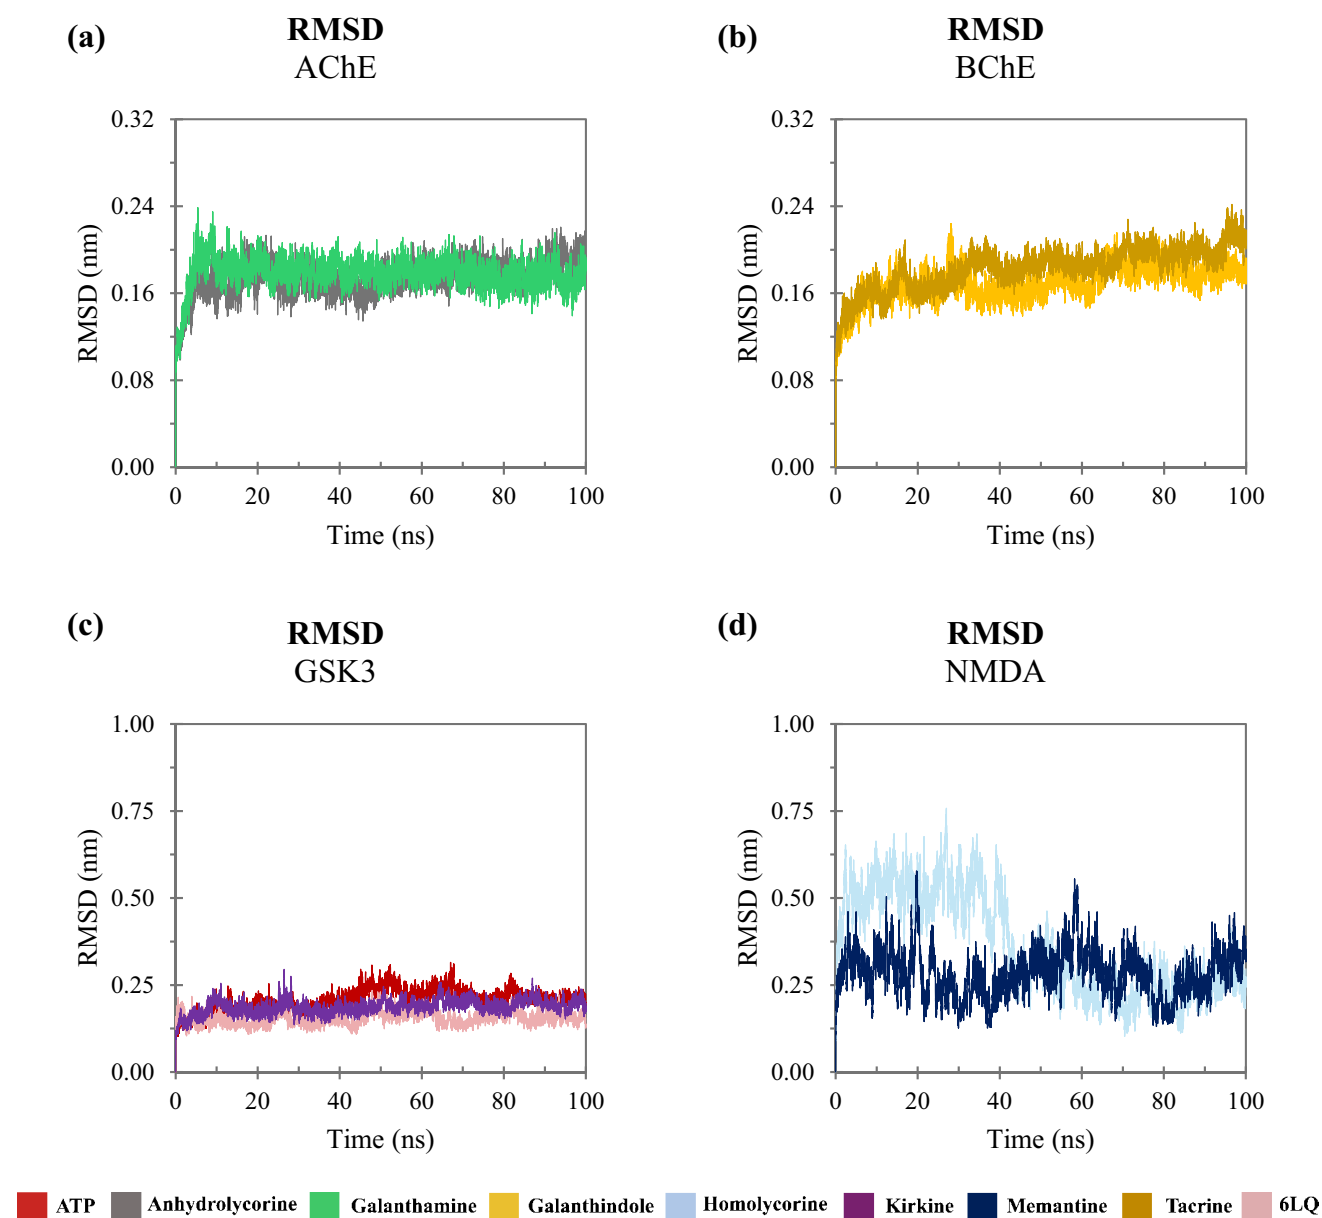 (a)
RMSD
AChE
0.32
0.24
0.16
0.08
0.00
RMSD (nm)
0 20 40 60 80 100
Time (ns)
(b)
RMSD
BChE
0.32
0.24
0.16
0.08
0.00
RMSD (nm)
0 20 40 60 80 100
Time (ns)
(c)
RMSD
GSK3
1.00
0.75
0.50
0.25
0.00
RMSD (nm)
0 20 40 60 80 100
Time (ns)
(d)
RMSD
NMDA
1.00
0.75
0.50
0.25
0.00
RMSD (nm)
0 20 40 60 80 100
Time (ns)
ATP Anhydrolycorine Galanthamine Galanthindole Homolycorine Kirkine Memantine Tacrine 6LQ